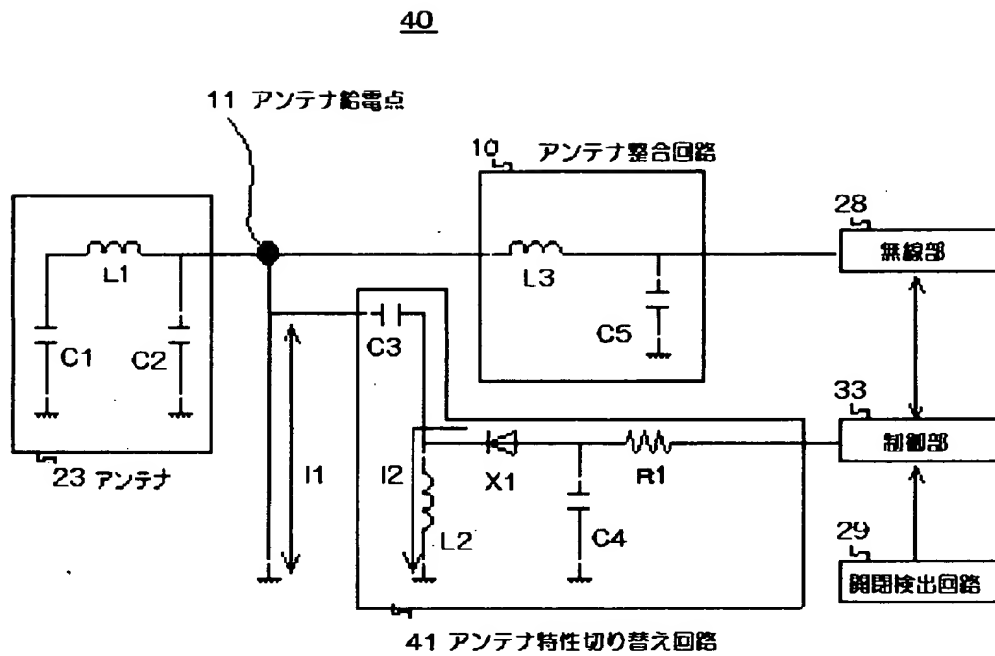 40
11 アンテナ給電点
10 アンテナ整合回路
28
無線部
L1
L3
C1
C2
C3
C5
33
制御部
23 アンテナ
I1
I2
X1
R1
L2
C4
29
開閉検出回路
41 アンテナ特性切り替え回路